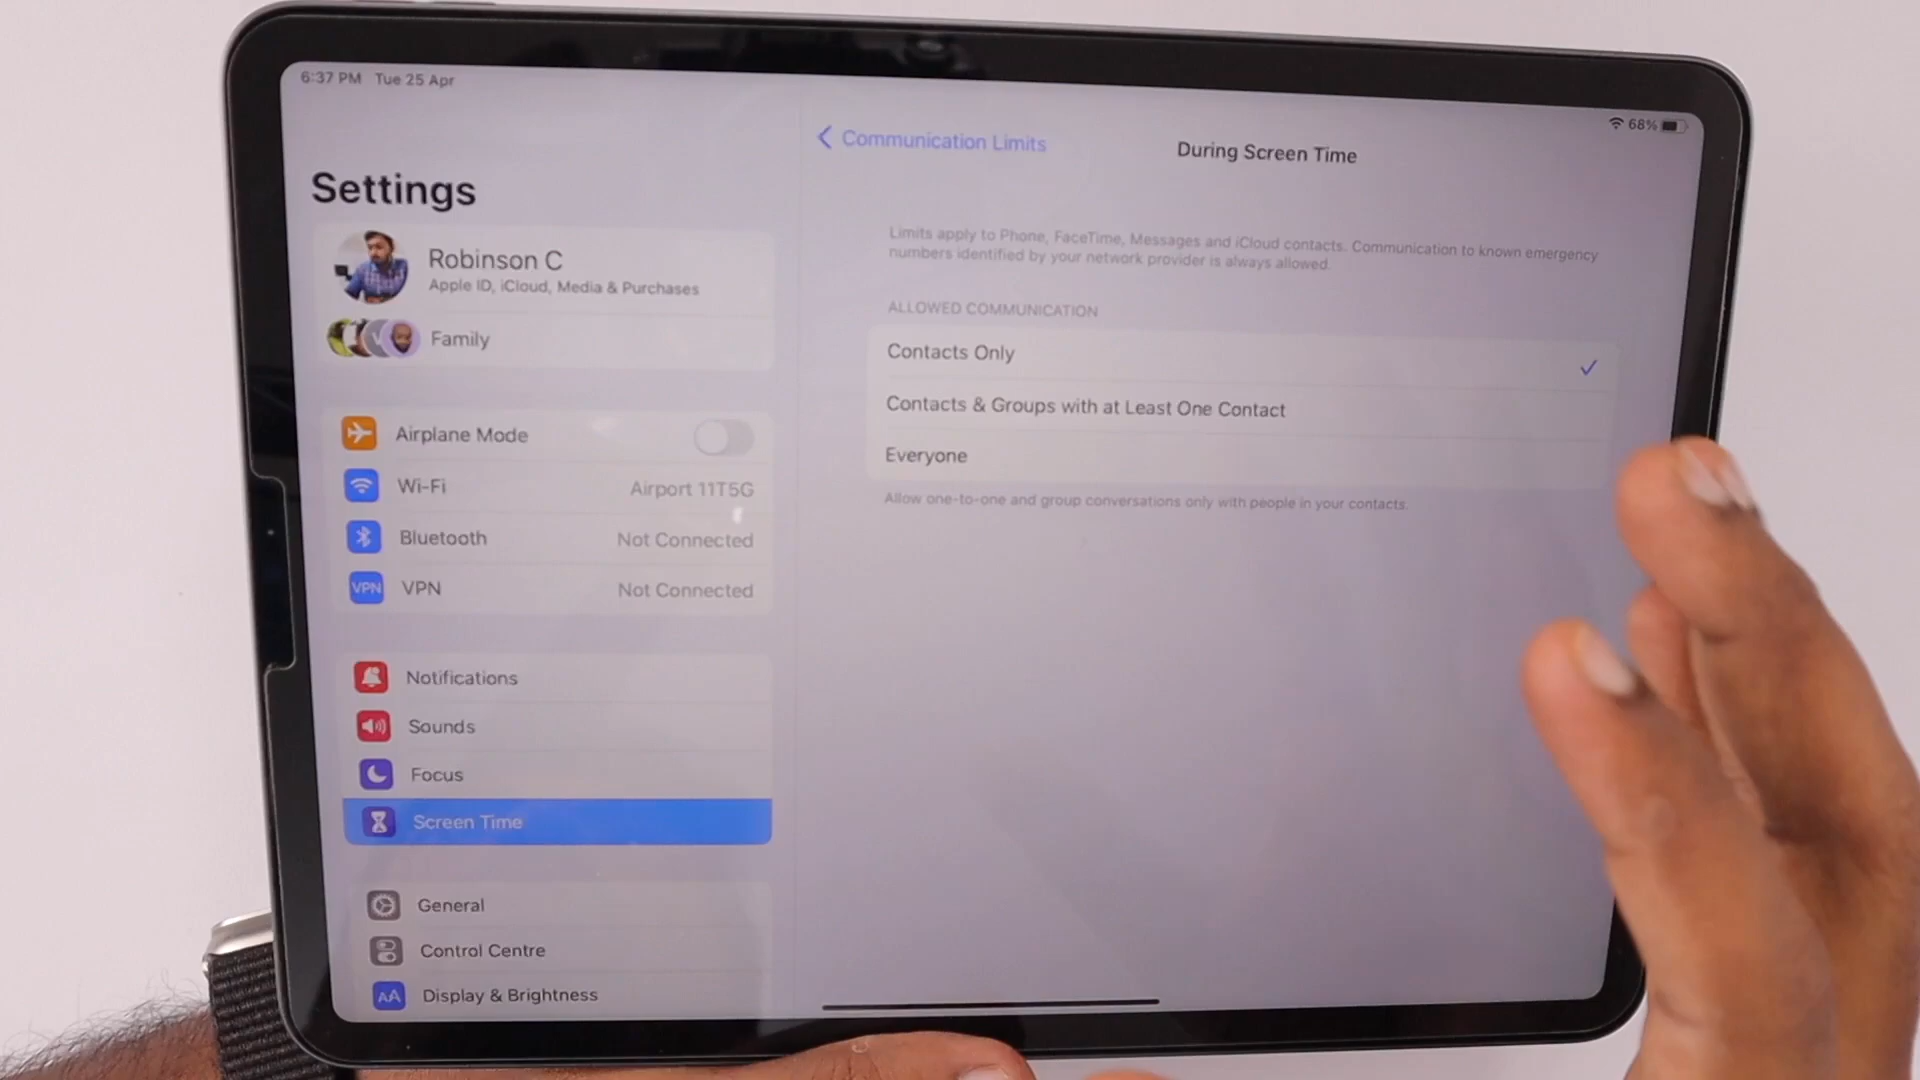 6:37 PM Tue 25 Apr
68%
Settings
Robinson C
Apple ID, iCloud, Media & Purchases
Family
Airplane Mode
Wi-Fi Airport 11T5G
Bluetooth Not Connected
VPN VPN Not Connected
Notifications
Sounds
Focus
Screen Time
General
Control Centre
AA Display & Brightness
Communication Limits
During Screen Time
Limits apply to Phone, FaceTime, Messages and iCloud contacts. Communication to known emergency
numbers identified by your network provider is always allowed.
ALLOWED COMMUNICATION
Contacts Only
Contacts & Groups with at Least One Contact
Everyone
Allow one-to-one and group conversations only with people in your contacts.